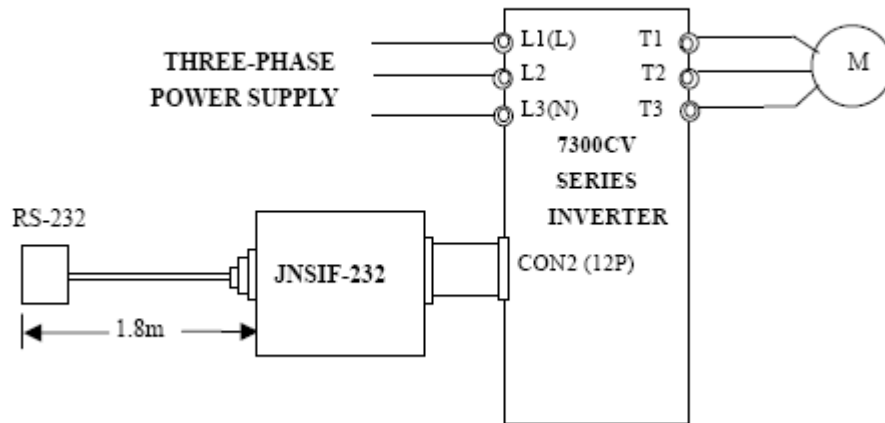 THREE-PHASE
POWER SUPPLY
L1(L)
L2
L3(N)
T1
T2
T3
M
7300CV
SERIES
INVERTER
RS-232
JNSIF-232
CON2 (12P)
1.8m